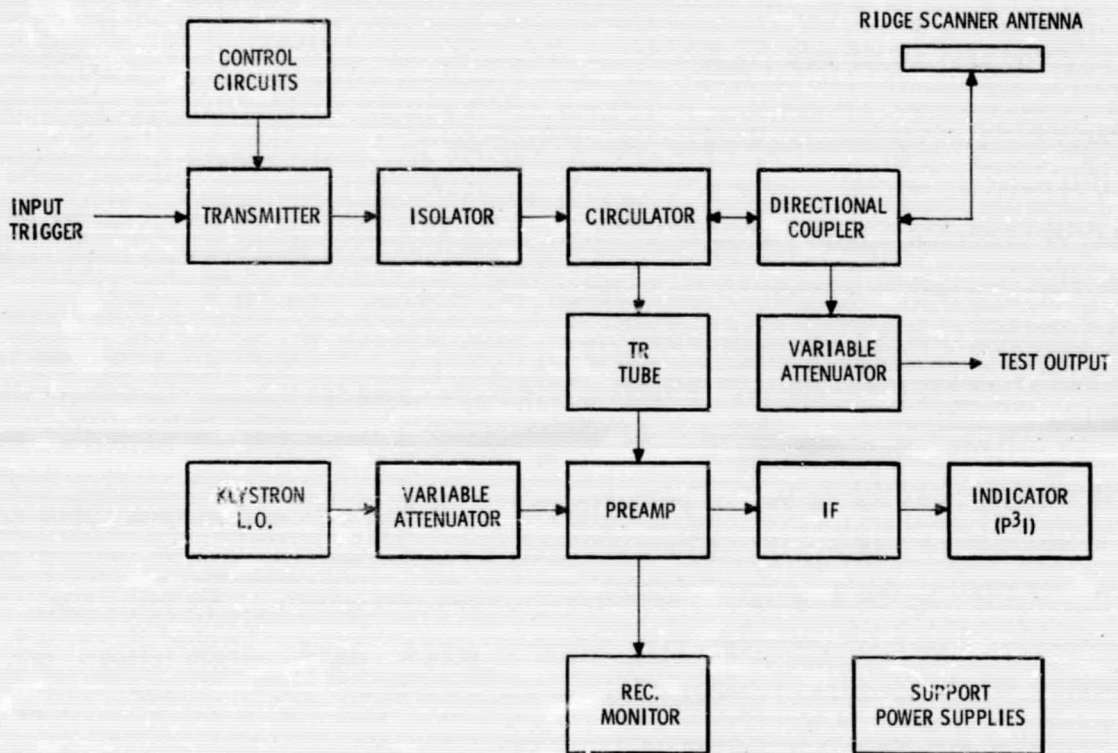 RIDGE SCANNER ANTENNA
CONTROL
CIRCUITS
INPUT
TRIGGER
TRANSMITTER
ISOLATOR
CIRCULATOR
DIRECTIONAL
COUPLER
TR
TUBE
VARIABLE
ATTENUATOR
TEST OUTPUT
KLYSTRON
L.O.
VARIABLE
ATTENUATOR
PREAMP
IF
INDICATOR
(P³I)
REC.
MONITOR
SUPPORT
POWER SUPPLIES